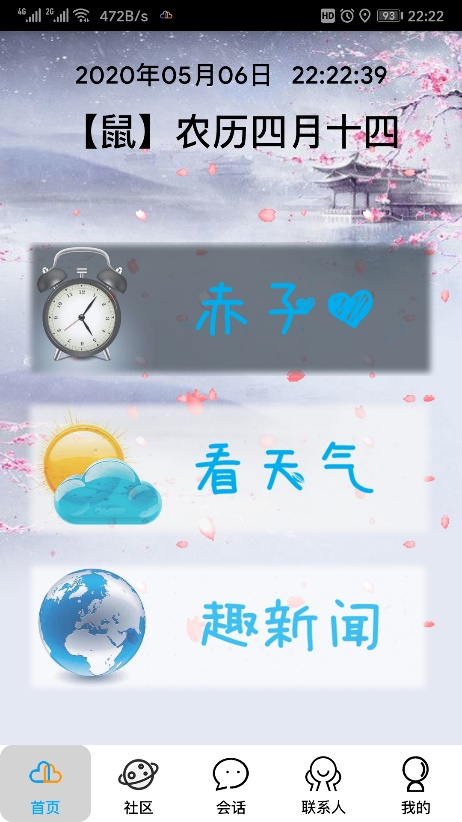 4G 2G 472B/s HD 93 22:22
2020年05月06日 22:22:39
【鼠】农历四月十四
赤子
看天气
趣新闻
首页 社区 会话 联系人 我的